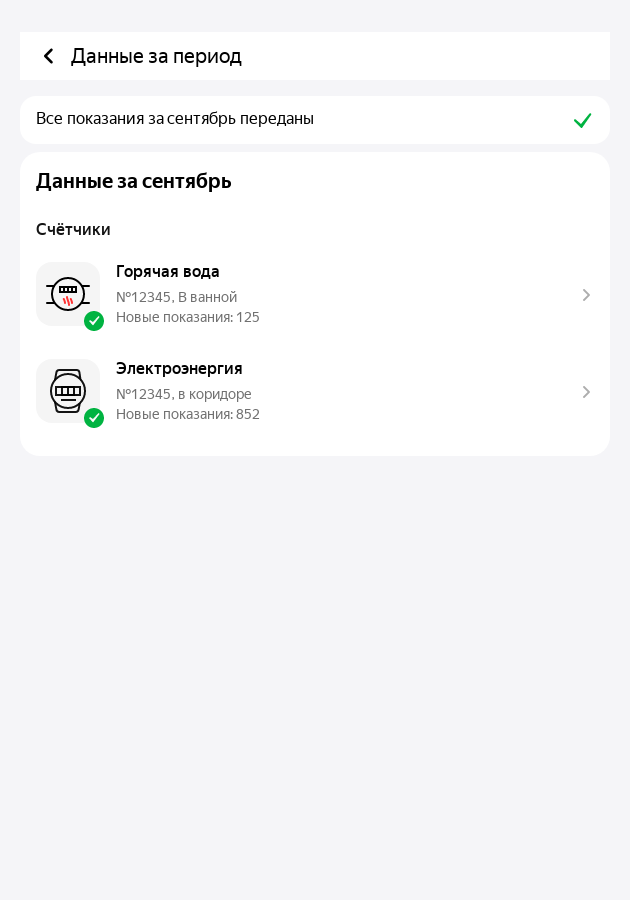 Данные за период
Все показания за сентябрь переданы
Данные за сентябрь
Счётчики
Горячая вода
№12345, В ванной
Новые показания: 125
Электроэнергия
№12345, в коридоре
Новые показания: 852